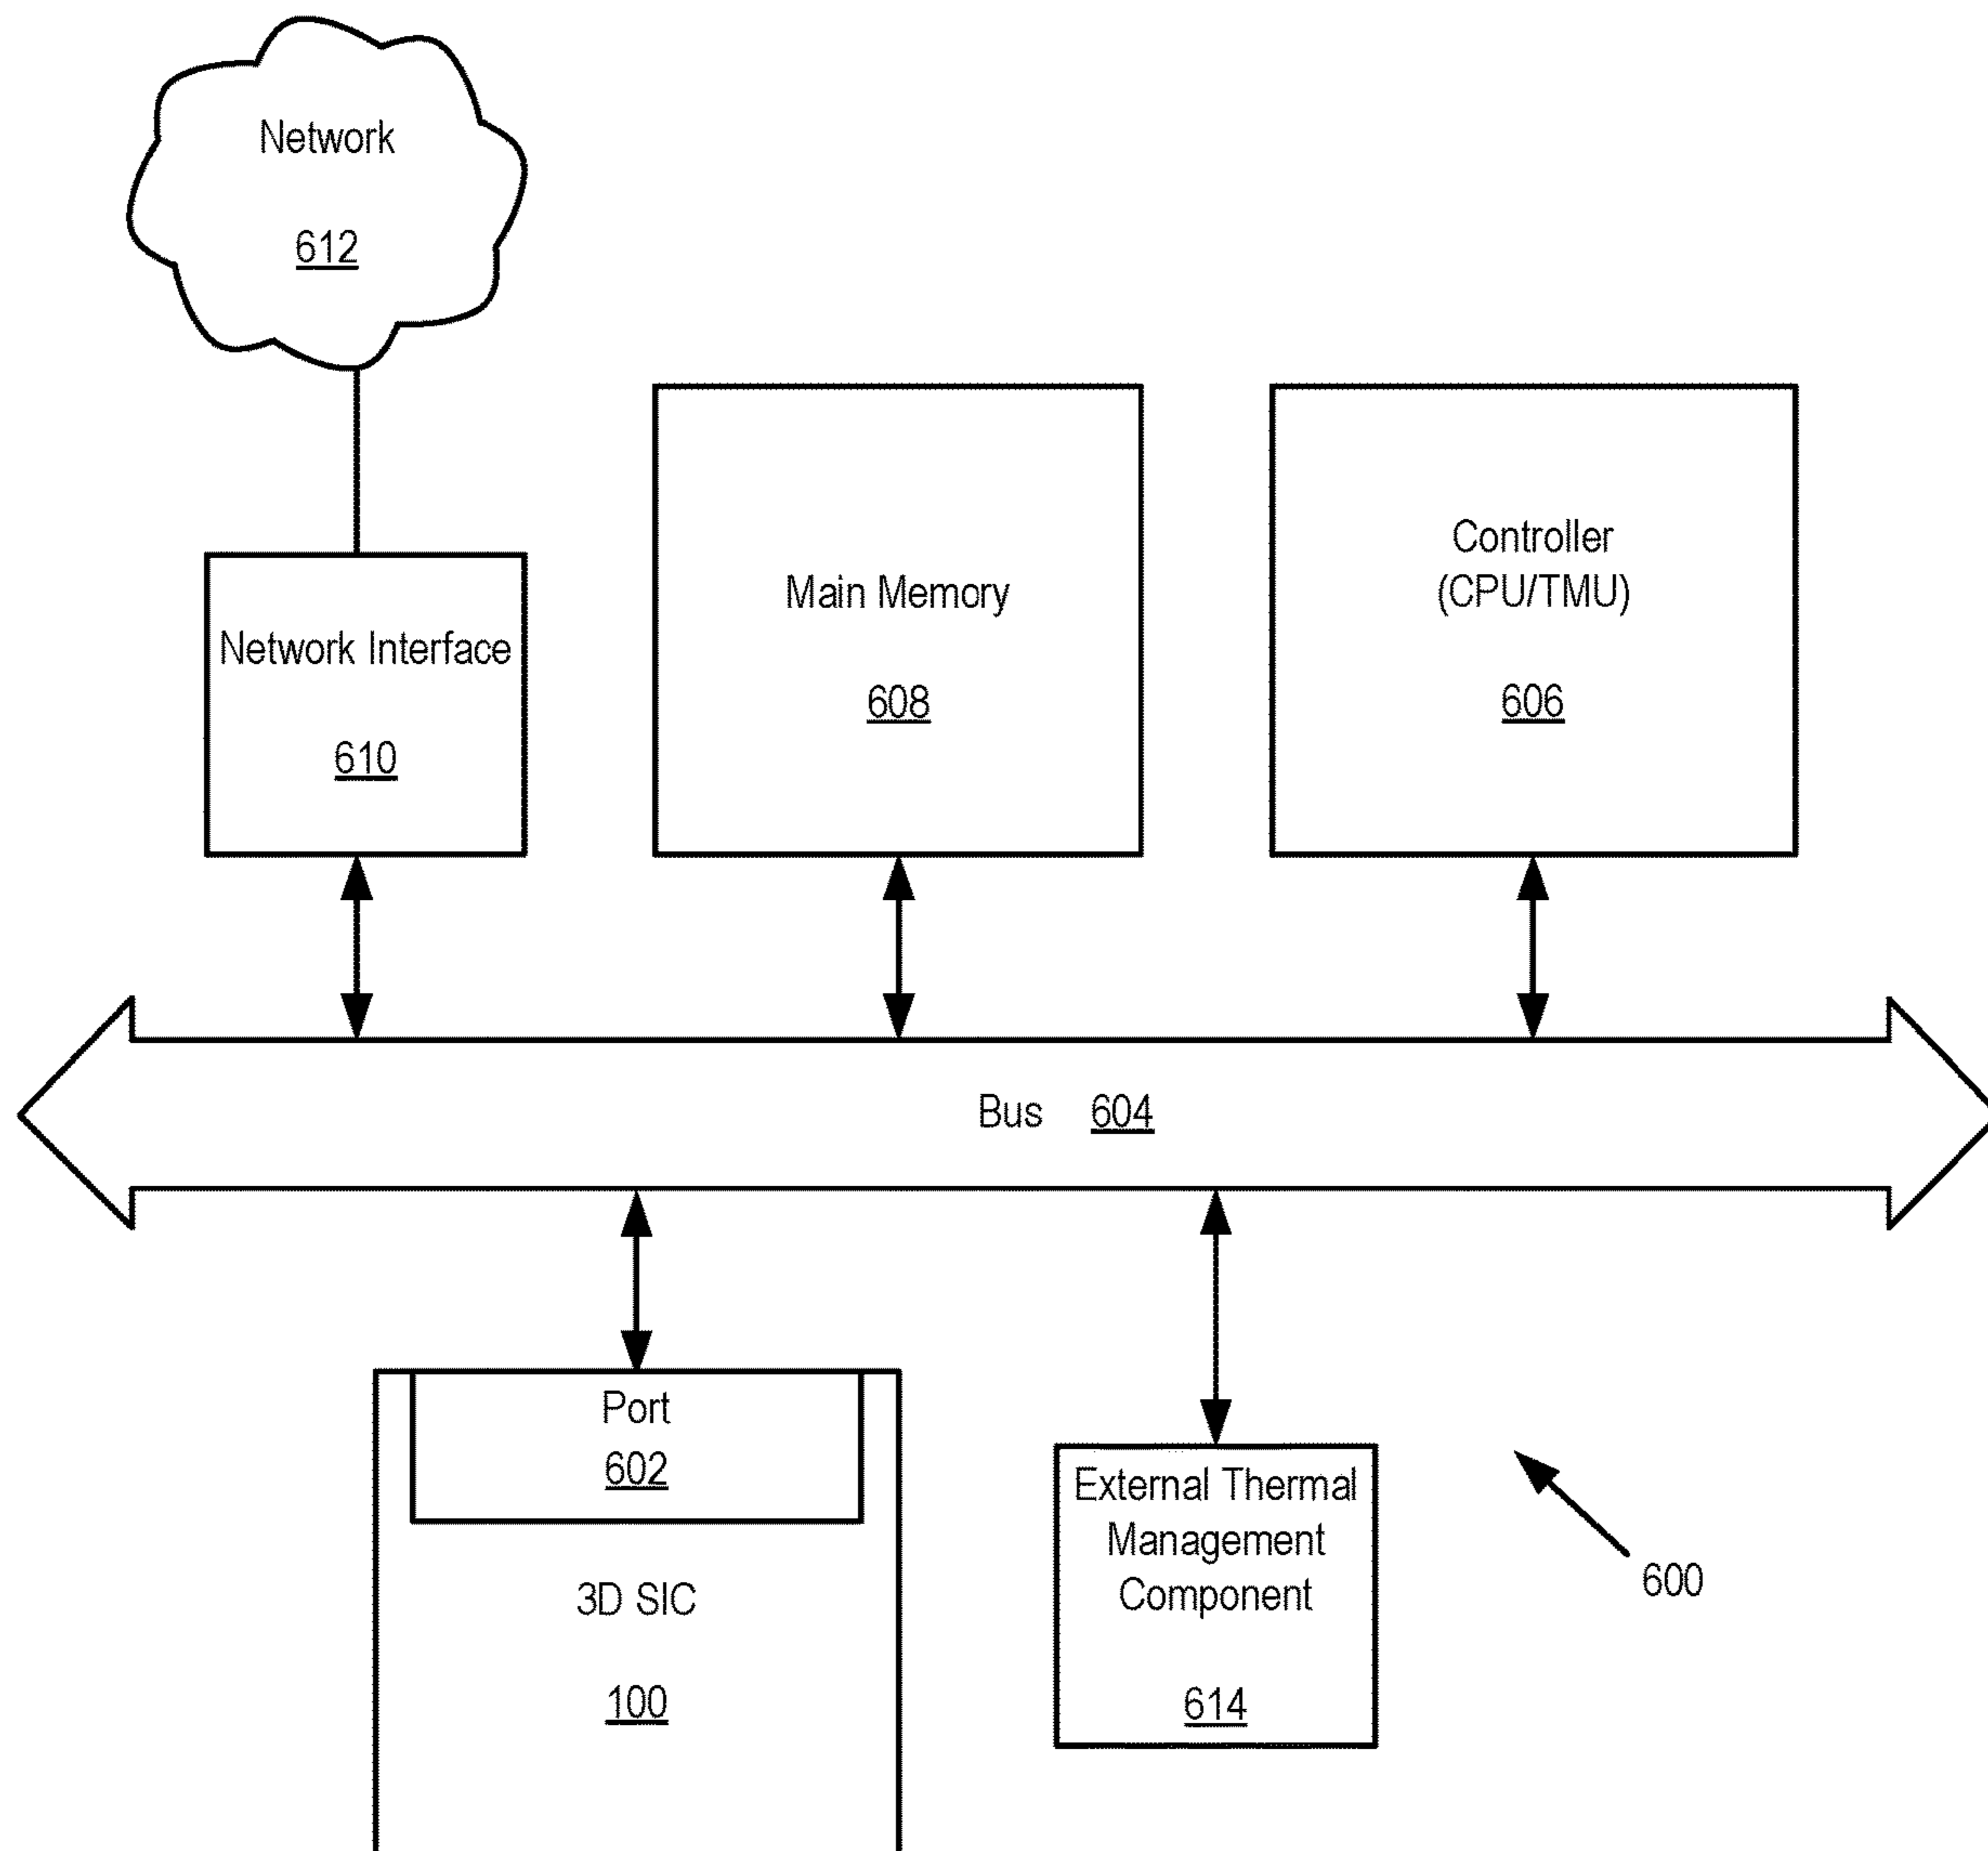 Network
612
Network Interface
610
Main Memory
608
Controller
(CPU/TMU)
606
Bus 604
Port
602
3D SIC
100
External Thermal
Management
Component
614
600